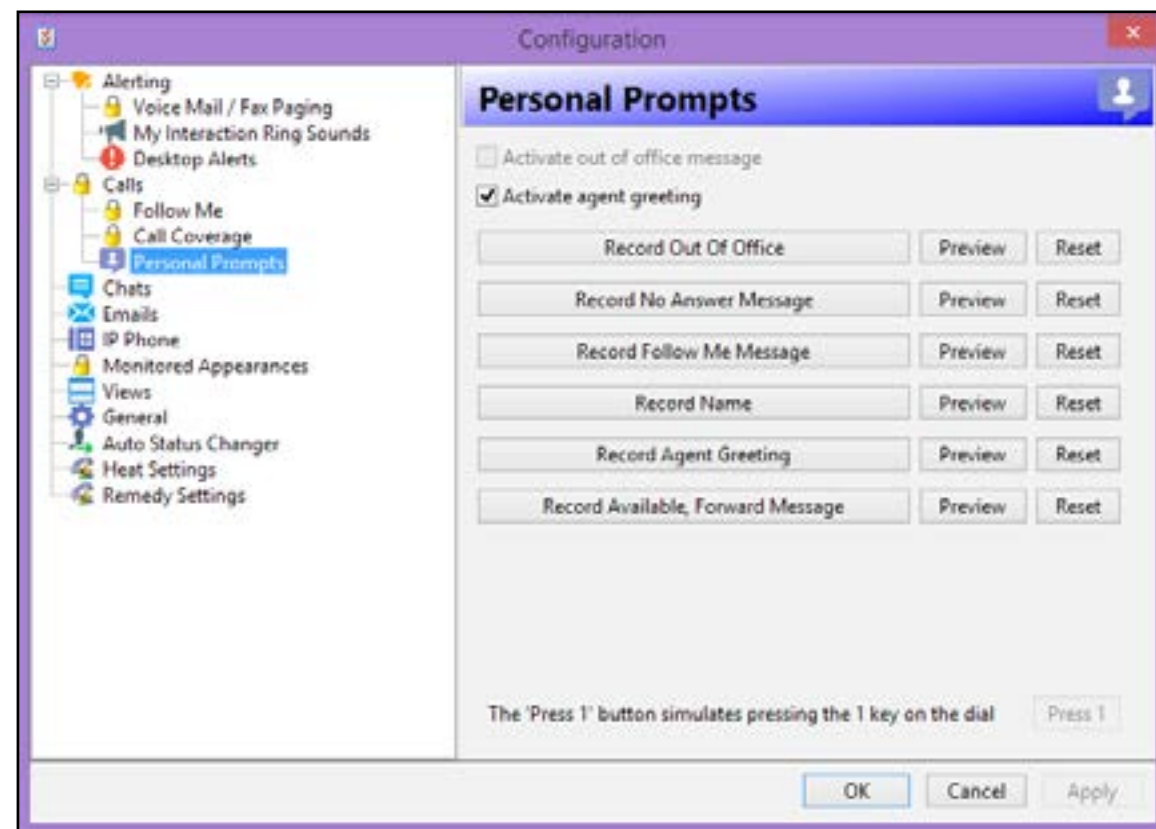 Configuration
Alerting
Voice Mail / Fax Paging
My Interaction Ring Sounds
Desktop Alerts
Calls
Follow Me
Call Coverage
Personal Prompts
Chats
Emails
IP Phone
Monitored Appearances
Views
General
Auto Status Changer
Heat Settings
Remedy Settings
Personal Prompts
Activate out of office message
Activate agent greeting
Record Out Of Office Preview Reset
Record No Answer Message Preview Reset
Record Follow Me Message Preview Reset
Record Name Preview Reset
Record Agent Greeting Preview Reset
Record Available, Forward Message Preview Reset
The 'Press 1' button simulates pressing the 1 key on the dial Press 1
OK Cancel Apply